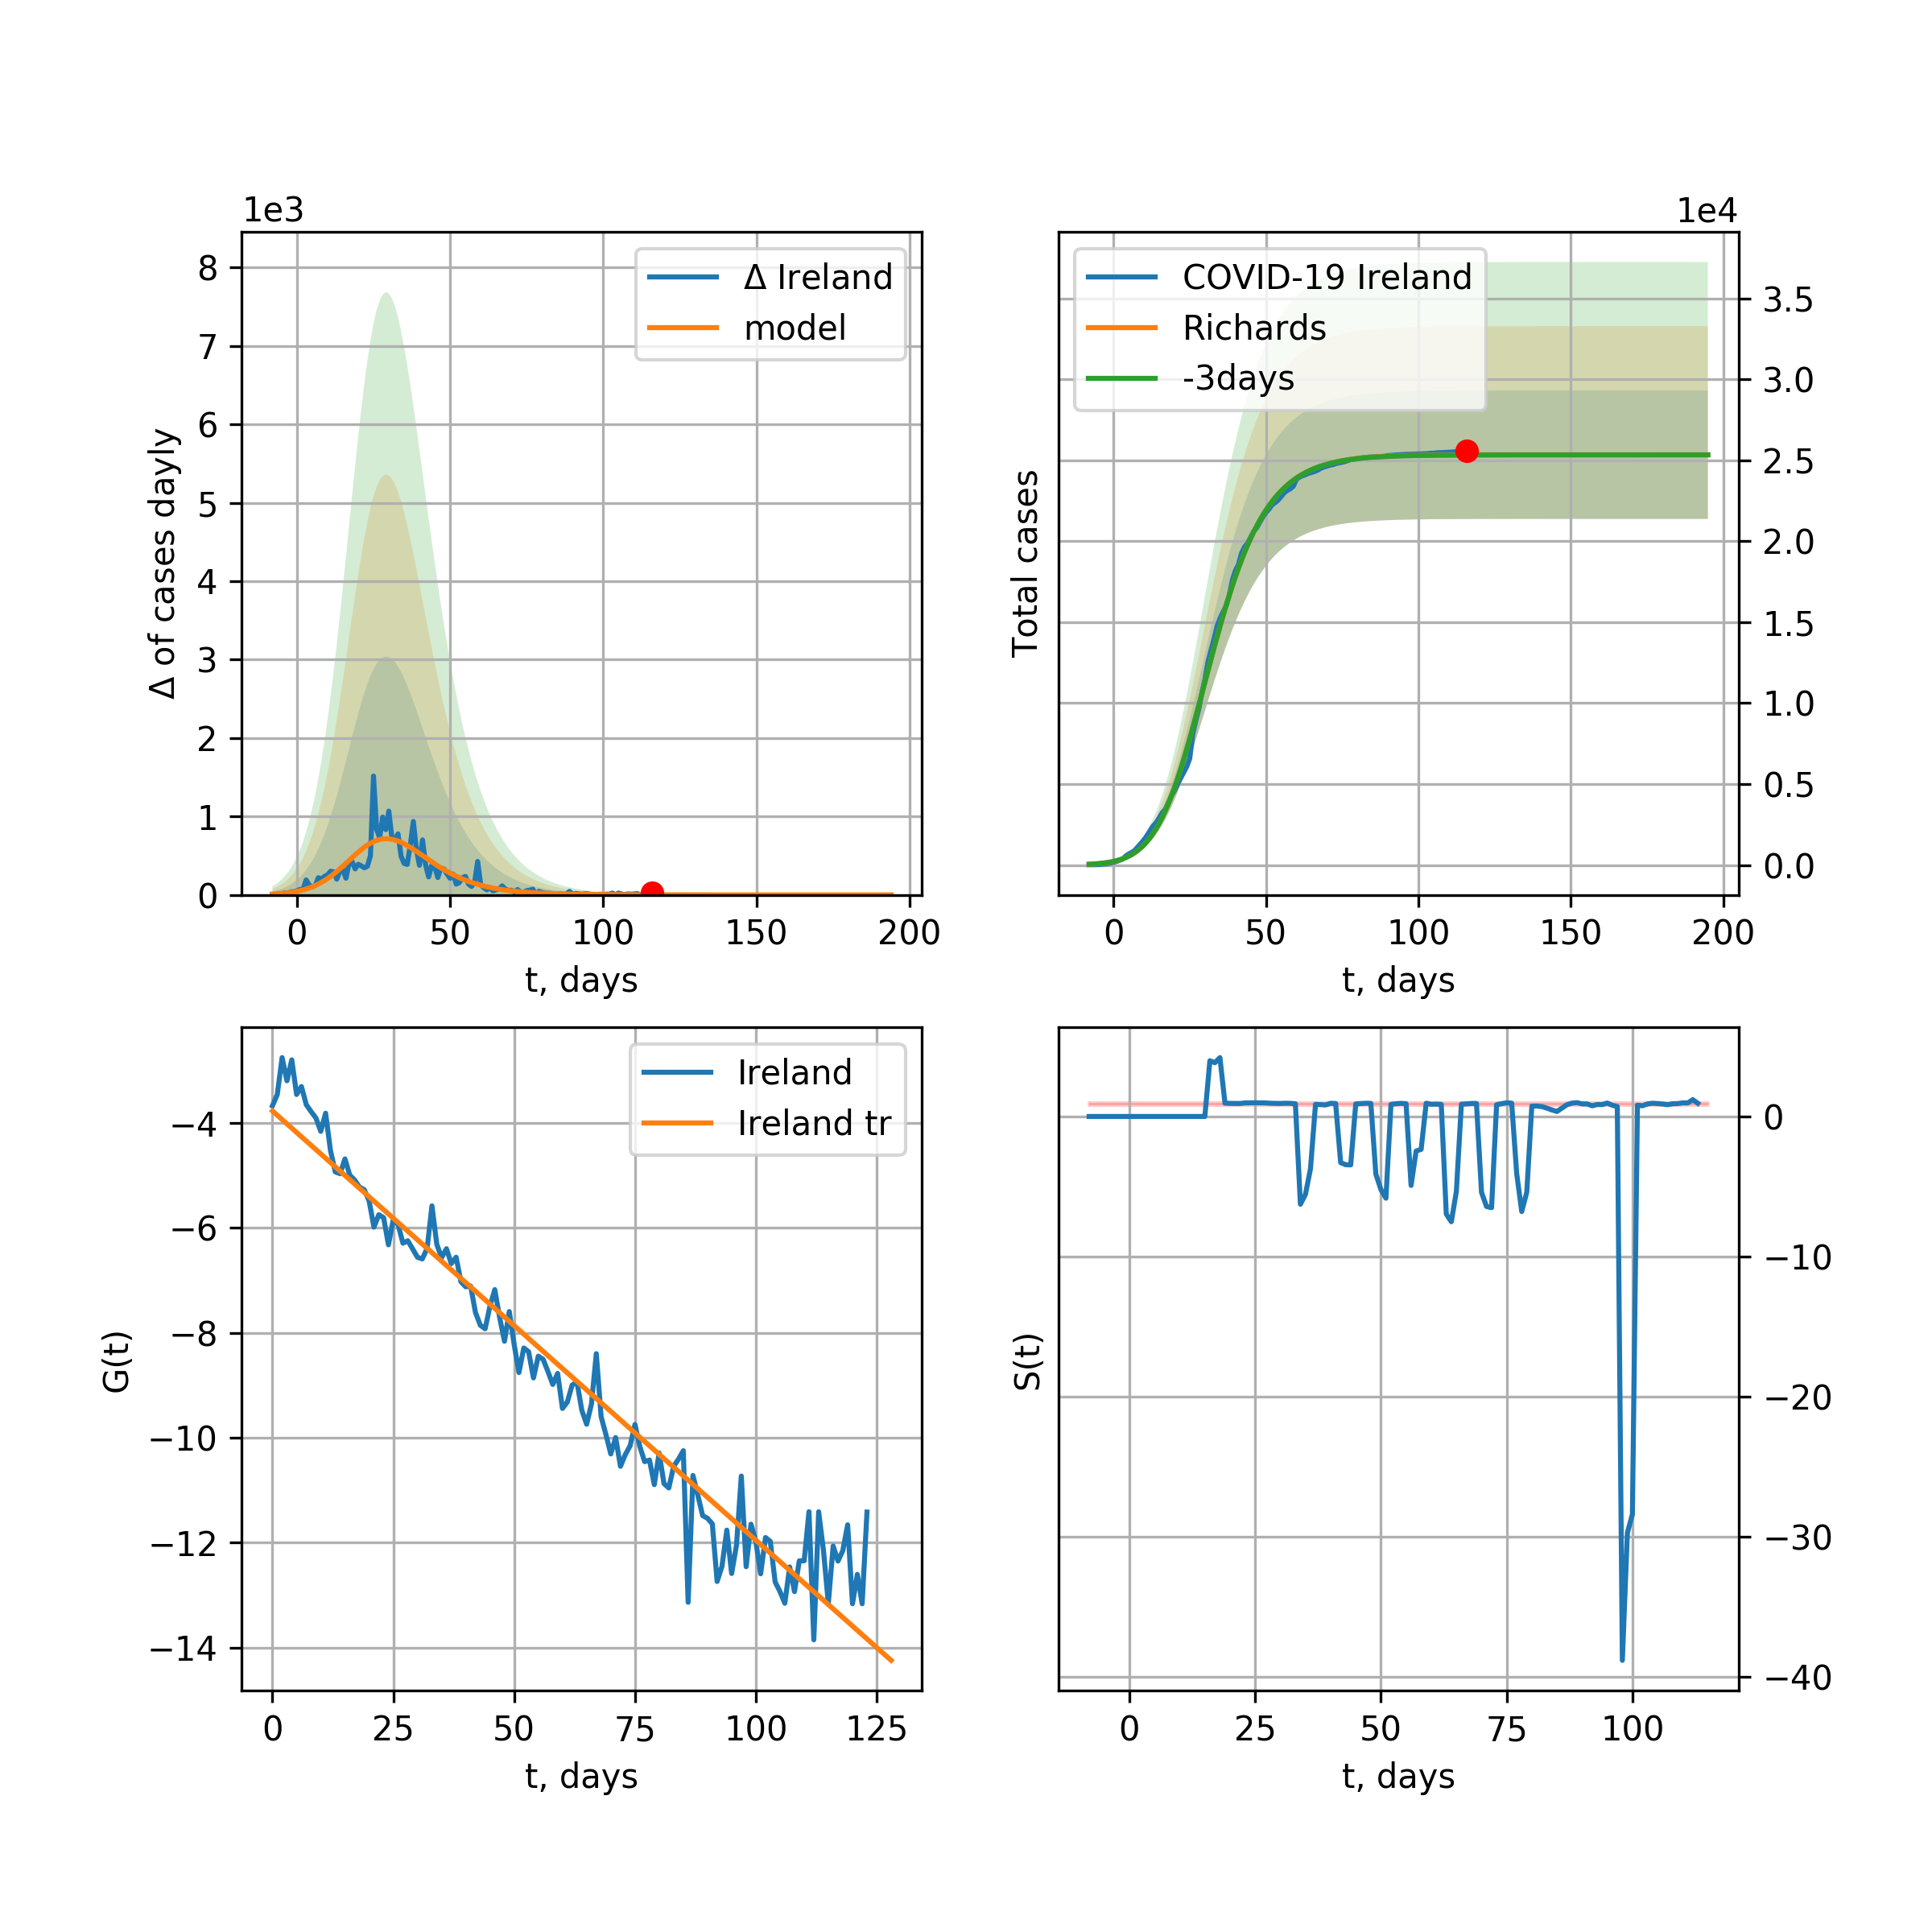 1e3
8
7
6
5
4
3
2
1
0
Δ of cases dayly
Δ Ireland
model
0 50 100 150 200
t, days
1e4
COVID-19 Ireland
Richards
-3days
3.5
3.0
2.5
2.0
1.5
1.0
0.5
0.0
Total cases
0 50 100 150 200
t, days
Ireland
Ireland tr
−4
−6
−8
−10
−12
−14
G(t)
0 25 50 75 100 125
t, days
0
−10
−20
−30
−40
S(t)
0 25 50 75 100
t, days